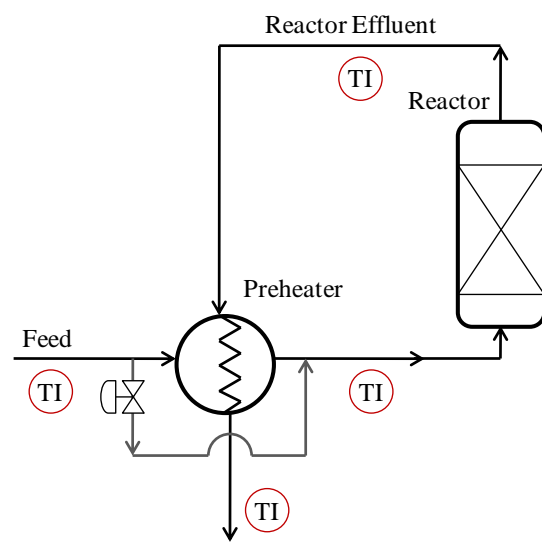 Reactor Effluent
TI
Reactor
Preheater
Feed
TI
TI
TI